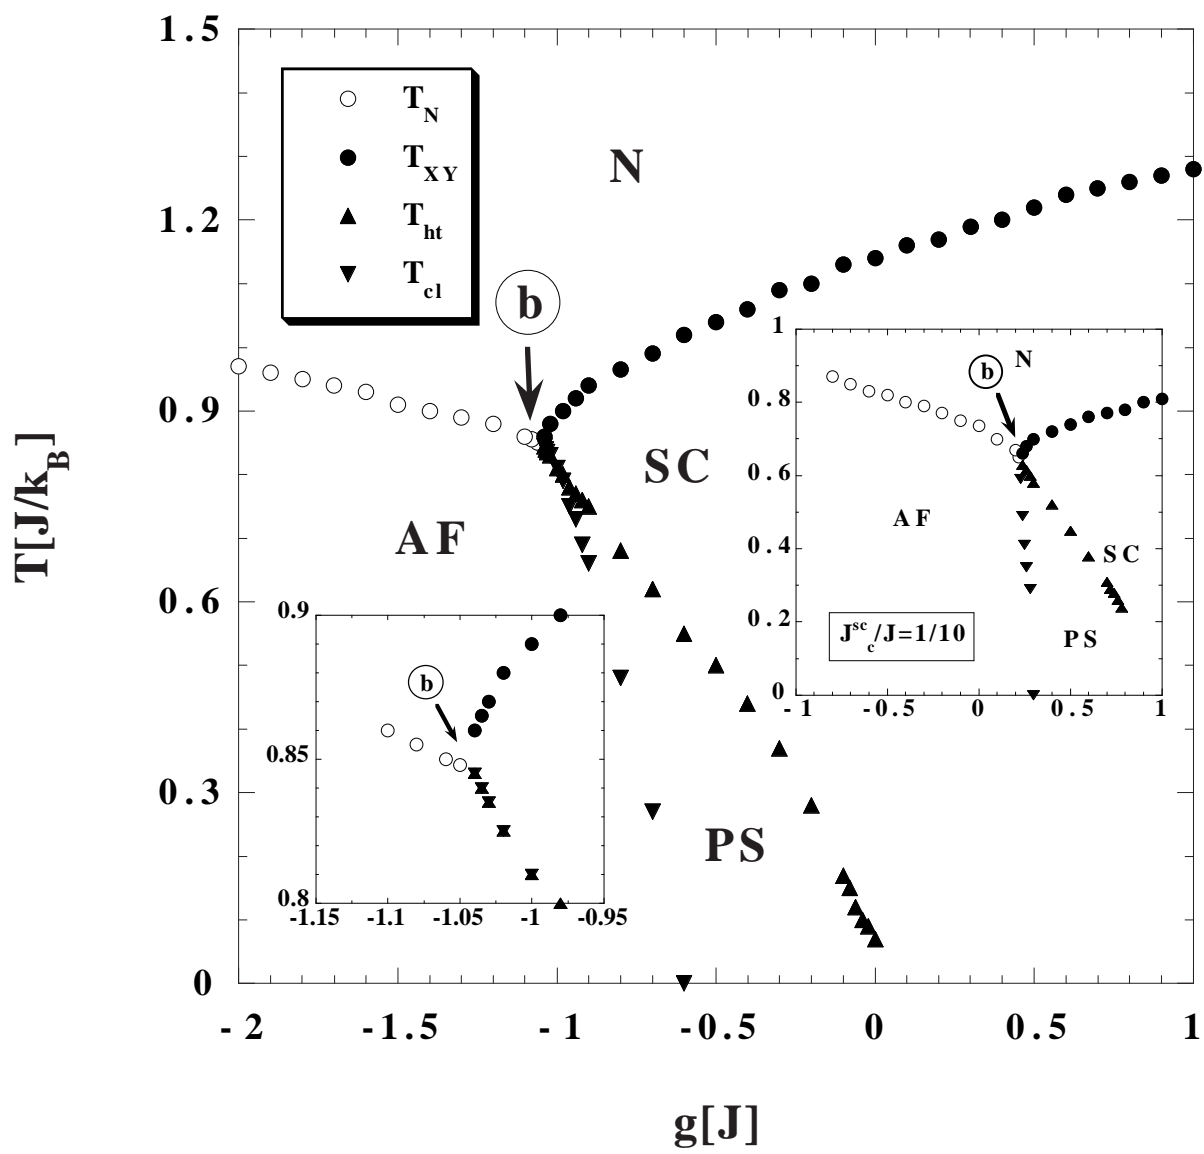 1.5
1.2
0.9
0.6
0.3
0
T[J/k_B]
-2 -1.5 -1 -0.5 0 0.5 1
g[J]
T_N
T_XY
T_ht
T_cl
N
b
SC
AF
PS
0.9
0.85
0.8
-1.15 -1.1 -1.05 -1 -0.95
b
1
0.8
0.6
0.4
0.2
0
-1 -0.5 0 0.5 1
N
b
AF
SC
PS
J^sc_c/J=1/10